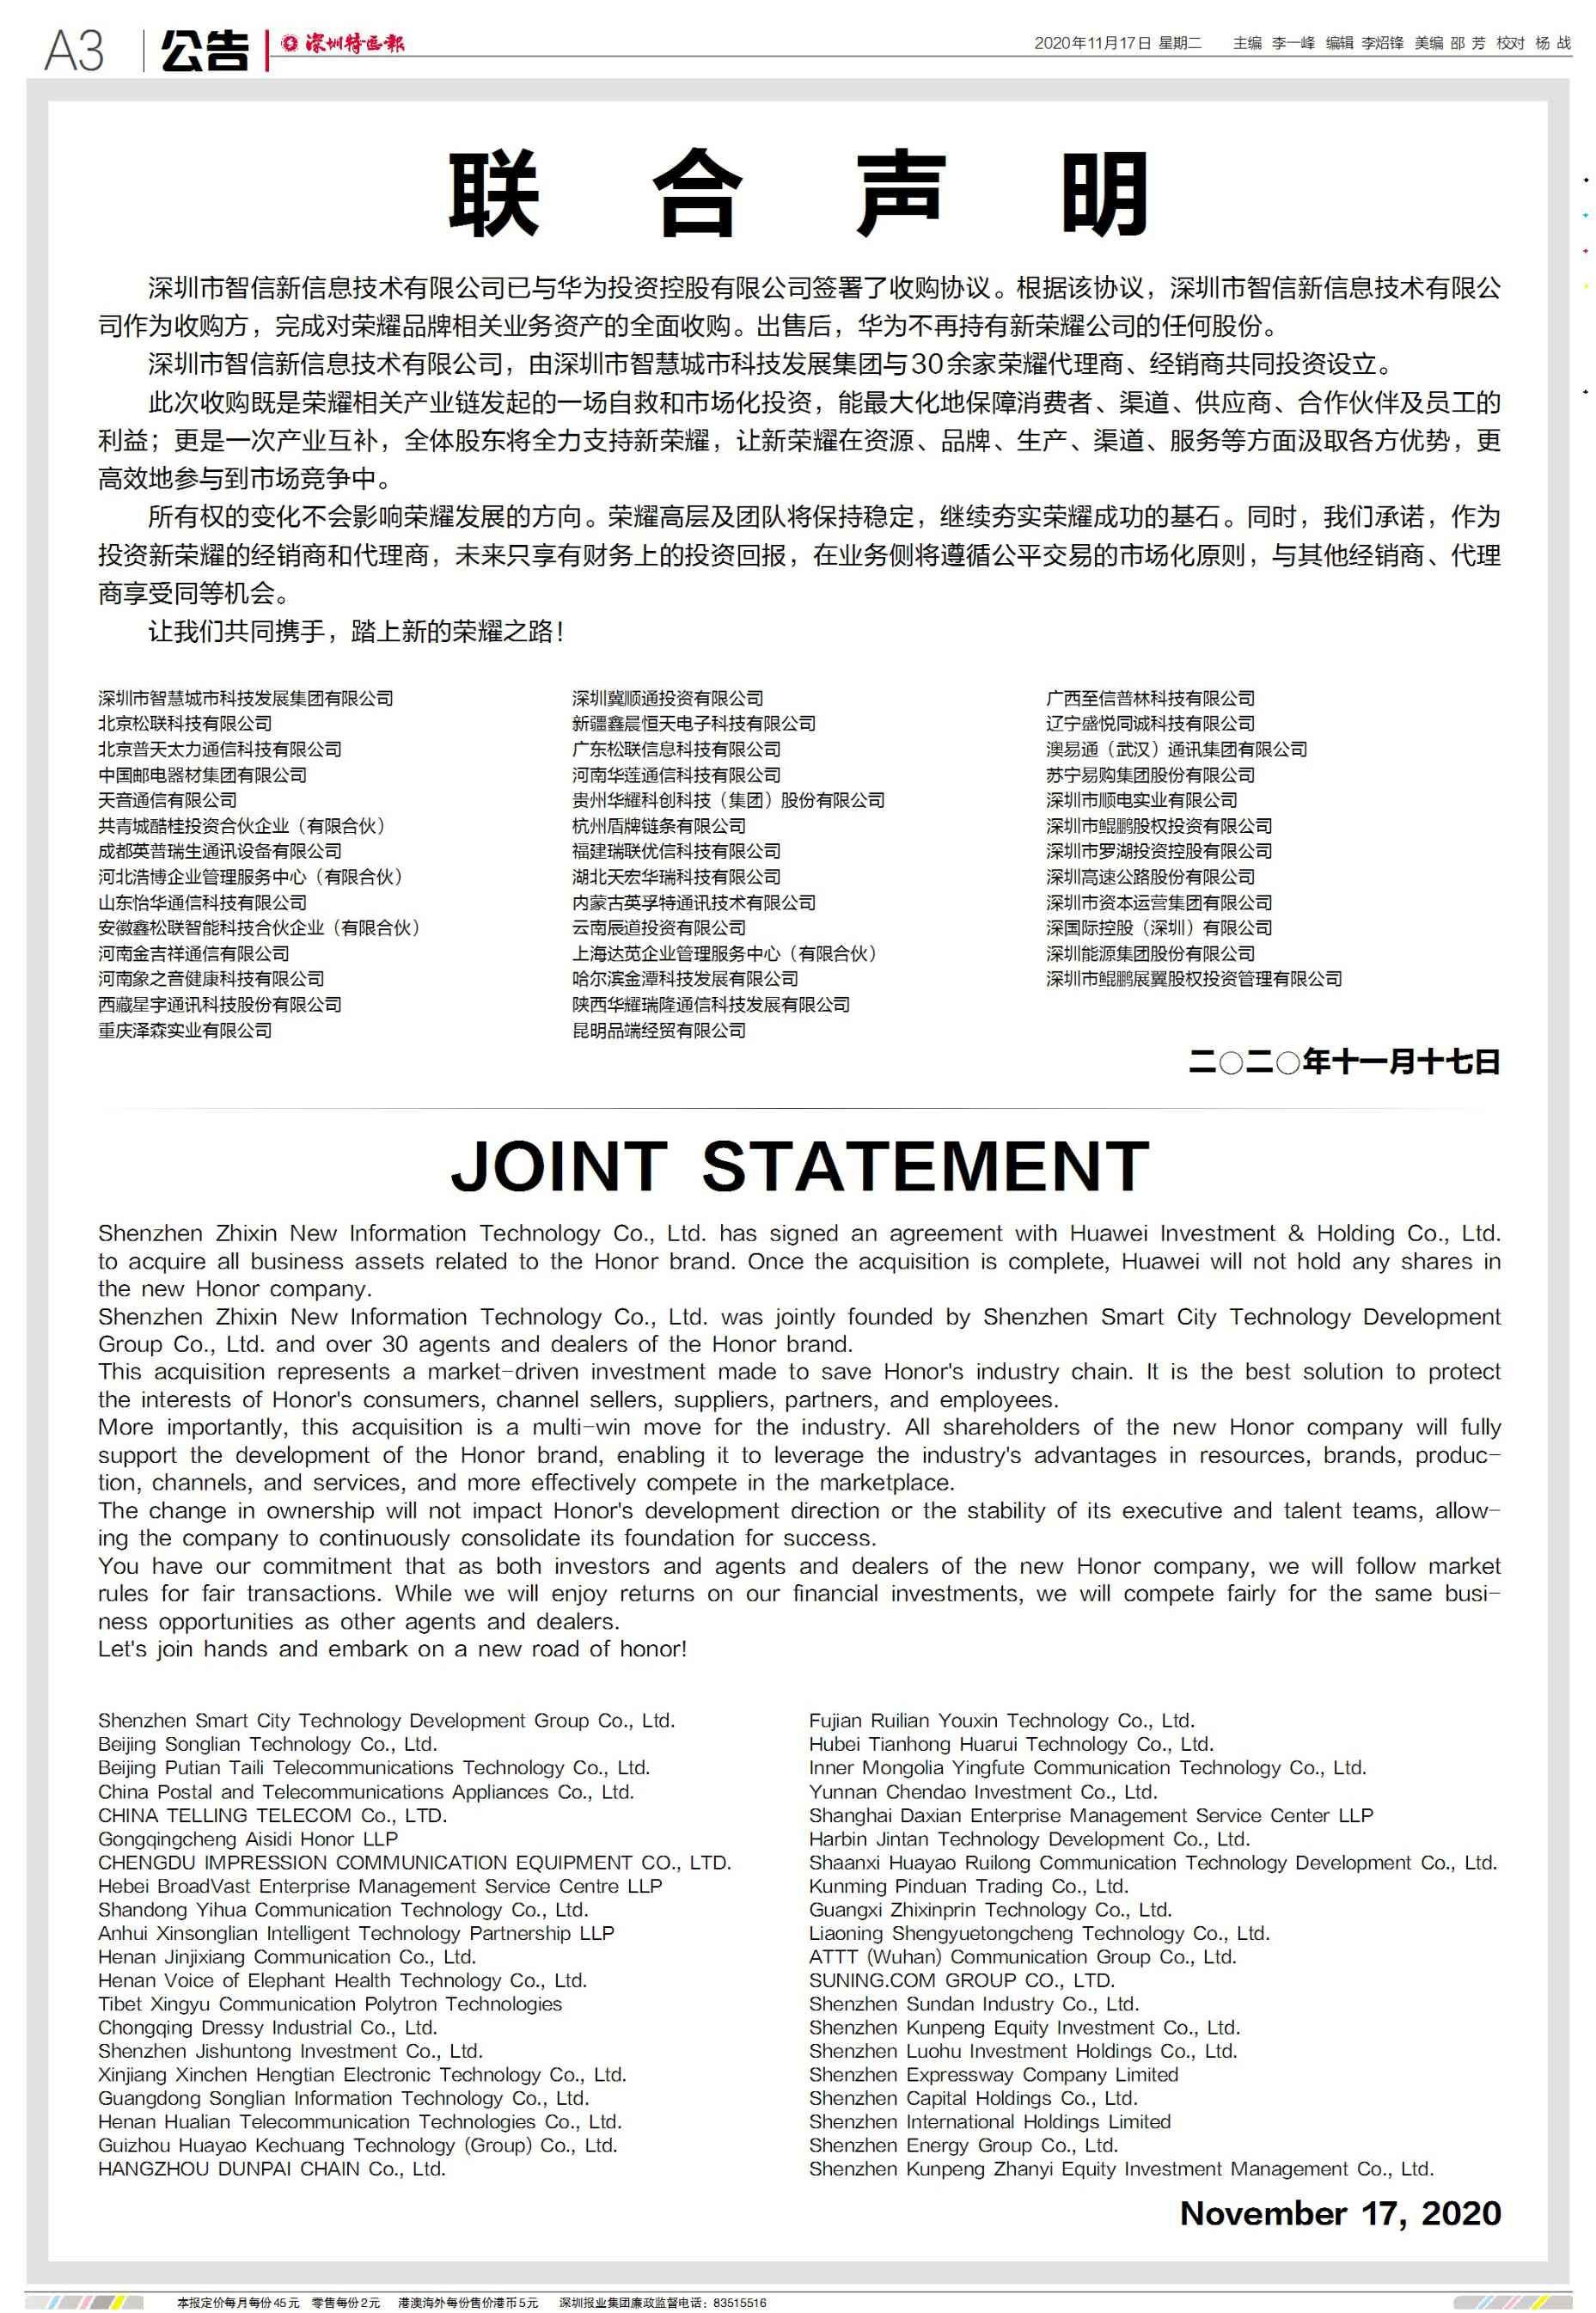 A3
公告
深圳特区報
2020年11月17日 星期二 主编 李一峰 编辑 李炤锋 美编 邵 芳 校对 杨 战
联合声明
深圳市智信新信息技术有限公司已与华为投资控股有限公司签署了收购协议。根据该协议，深圳市智信新信息技术有限公
司作为收购方，完成对荣耀品牌相关业务资产的全面收购。出售后，华为不再持有新荣耀公司的任何股份。
深圳市智信新信息技术有限公司，由深圳市智慧城市科技发展集团与30余家荣耀代理商、经销商共同投资设立。
此次收购既是荣耀相关产业链发起的一场自救和市场化投资，能最大化地保障消费者、渠道、供应商、合作伙伴及员工的
利益；更是一次产业互补，全体股东将全力支持新荣耀，让新荣耀在资源、品牌、生产、渠道、服务等方面汲取各方优势，更
高效地参与到市场竞争中。
所有权的变化不会影响荣耀发展的方向。荣耀高层及团队将保持稳定，继续夯实荣耀成功的基石。同时，我们承诺，作为
投资新荣耀的经销商和代理商，未来只享有财务上的投资回报，在业务侧将遵循公平交易的市场化原则，与其他经销商、代理
商享受同等机会。
让我们共同携手，踏上新的荣耀之路！
深圳市智慧城市科技发展集团有限公司
北京松联科技有限公司
北京普天太力通信科技有限公司
中国邮电器材集团有限公司
天音通信有限公司
共青城酷桂投资合伙企业（有限合伙）
成都英普瑞生通讯设备有限公司
河北浩博企业管理服务中心（有限合伙）
山东怡华通信科技有限公司
安徽鑫松联智能科技合伙企业（有限合伙）
河南金吉祥通信有限公司
河南象之音健康科技有限公司
西藏星宇通讯科技股份有限公司
重庆泽森实业有限公司
深圳冀顺通投资有限公司
新疆鑫晨恒天电子科技有限公司
广东松联信息科技有限公司
河南华莲通信科技有限公司
贵州华耀科创科技（集团）股份有限公司
杭州盾牌链条有限公司
福建瑞联优信科技有限公司
湖北天宏华瑞科技有限公司
内蒙古英孚特通讯技术有限公司
云南辰道投资有限公司
上海达苋企业管理服务中心（有限合伙）
哈尔滨金潭科技发展有限公司
陕西华耀瑞隆通信科技发展有限公司
昆明品端经贸有限公司
广西至信普林科技有限公司
辽宁盛悦同诚科技有限公司
澳易通（武汉）通讯集团有限公司
苏宁易购集团股份有限公司
深圳市顺电实业有限公司
深圳市鲲鹏股权投资有限公司
深圳市罗湖投资控股有限公司
深圳高速公路股份有限公司
深圳市资本运营集团有限公司
深国际控股（深圳）有限公司
深圳能源集团股份有限公司
深圳市鲲鹏展翼股权投资管理有限公司
二〇二〇年十一月十七日
JOINT STATEMENT
Shenzhen Zhixin New Information Technology Co., Ltd. has signed an agreement with Huawei Investment & Holding Co., Ltd.
to acquire all business assets related to the Honor brand. Once the acquisition is complete, Huawei will not hold any shares in
the new Honor company.
Shenzhen Zhixin New Information Technology Co., Ltd. was jointly founded by Shenzhen Smart City Technology Development
Group Co., Ltd. and over 30 agents and dealers of the Honor brand.
This acquisition represents a market-driven investment made to save Honor's industry chain. It is the best solution to protect
the interests of Honor's consumers, channel sellers, suppliers, partners, and employees.
More importantly, this acquisition is a multi-win move for the industry. All shareholders of the new Honor company will fully
support the development of the Honor brand, enabling it to leverage the industry's advantages in resources, brands, produc-
tion, channels, and services, and more effectively compete in the marketplace.
The change in ownership will not impact Honor's development direction or the stability of its executive and talent teams, allow-
ing the company to continuously consolidate its foundation for success.
You have our commitment that as both investors and agents and dealers of the new Honor company, we will follow market
rules for fair transactions. While we will enjoy returns on our financial investments, we will compete fairly for the same busi-
ness opportunities as other agents and dealers.
Let's join hands and embark on a new road of honor!
Shenzhen Smart City Technology Development Group Co., Ltd.
Beijing Songlian Technology Co., Ltd.
Beijing Putian Taili Telecommunications Technology Co., Ltd.
China Postal and Telecommunications Appliances Co., Ltd.
CHINA TELLING TELECOM Co., LTD.
Gongqingcheng Aisidi Honor LLP
CHENGDU IMPRESSION COMMUNICATION EQUIPMENT CO., LTD.
Hebei BroadVast Enterprise Management Service Centre LLP
Shandong Yihua Communication Technology Co., Ltd.
Anhui Xinsonglian Intelligent Technology Partnership LLP
Henan Jinjixiang Communication Co., Ltd.
Henan Voice of Elephant Health Technology Co., Ltd.
Tibet Xingyu Communication Polytron Technologies
Chongqing Dressy Industrial Co., Ltd.
Shenzhen Jishuntong Investment Co., Ltd.
Xinjiang Xinchen Hengtian Electronic Technology Co., Ltd.
Guangdong Songlian Information Technology Co., Ltd.
Henan Hualian Telecommunication Technologies Co., Ltd.
Guizhou Huayao Kechuang Technology (Group) Co., Ltd.
HANGZHOU DUNPAI CHAIN Co., Ltd.
Fujian Ruilian Youxin Technology Co., Ltd.
Hubei Tianhong Huarui Technology Co., Ltd.
Inner Mongolia Yingfute Communication Technology Co., Ltd.
Yunnan Chendao Investment Co., Ltd.
Shanghai Daxian Enterprise Management Service Center LLP
Harbin Jintan Technology Development Co., Ltd.
Shaanxi Huayao Ruilong Communication Technology Development Co., Ltd.
Kunming Pinduan Trading Co., Ltd.
Guangxi Zhixinprin Technology Co., Ltd.
Liaoning Shengyuetongcheng Technology Co., Ltd.
ATTT (Wuhan) Communication Group Co., Ltd.
SUNING.COM GROUP CO., LTD.
Shenzhen Sundan Industry Co., Ltd.
Shenzhen Kunpeng Equity Investment Co., Ltd.
Shenzhen Luohu Investment Holdings Co., Ltd.
Shenzhen Expressway Company Limited
Shenzhen Capital Holdings Co., Ltd.
Shenzhen International Holdings Limited
Shenzhen Energy Group Co., Ltd.
Shenzhen Kunpeng Zhanyi Equity Investment Management Co., Ltd.
November 17, 2020
本报定价每月每份45元 零售每份2元 港澳海外每份售价港币5元 深圳报业集团廉政监督电话：83515516